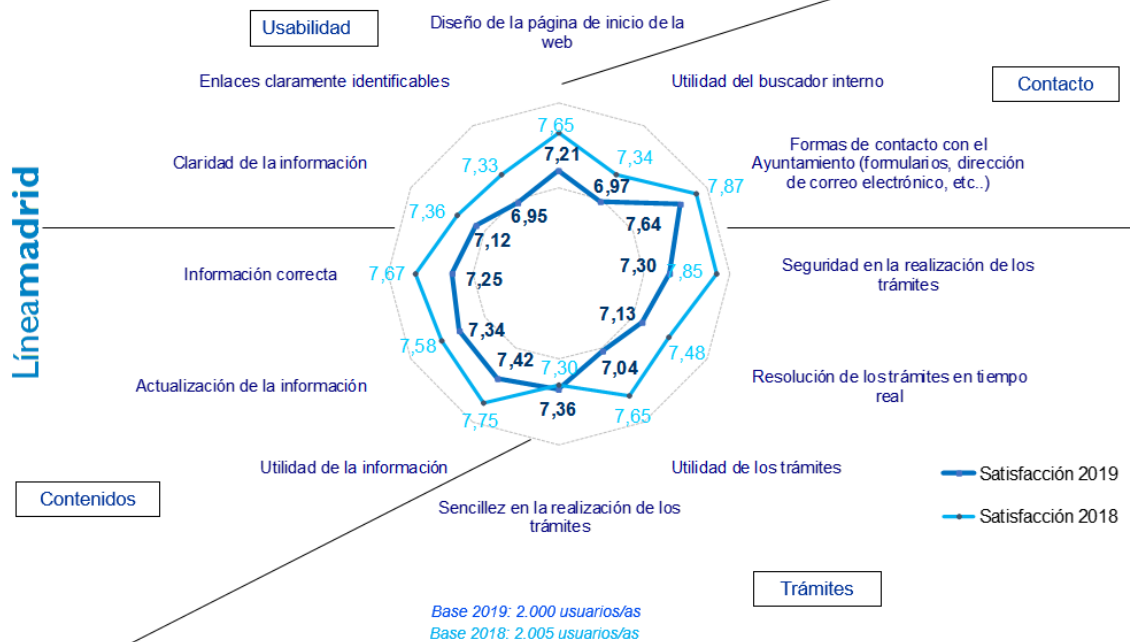 Usabilidad
Diseño de la página de inicio de la
web
Enlaces claramente identificables
Utilidad del buscador interno
Contacto
Claridad de la información
Formas de contacto con el
Ayuntamiento (formularios, dirección
de correo electrónico, etc..)
Líneamadrid
Información correcta
Seguridad en la realización de los
trámites
Actualización de la información
Resolución de los trámites en tiempo
real
Utilidad de la información
Utilidad de los trámites
Contenidos
Sencillez en la realización de los
trámites
Trámites
7,65
7,34
7,87
7,85
7,48
7,65
7,30
7,75
7,58
7,67
7,36
7,33
7,21
6,97
7,64
7,30
7,13
7,04
7,36
7,42
7,34
7,25
7,12
6,95
Satisfacción 2019
Satisfacción 2018
Base 2019: 2.000 usuarios/as
Base 2018: 2.005 usuarios/as